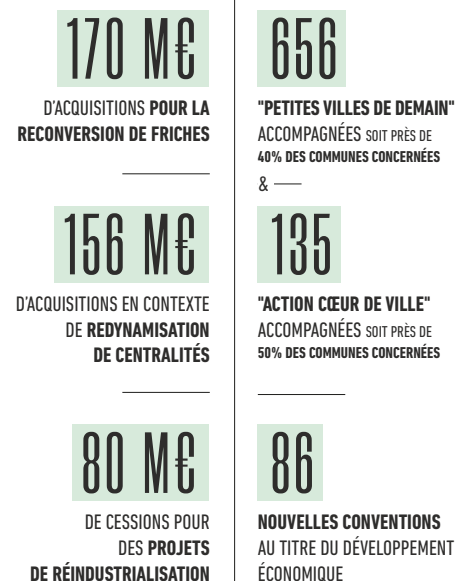 170 M€
D'ACQUISITIONS POUR LA
RECONVERSION DE FRICHES
156 M€
D'ACQUISITIONS EN CONTEXTE
DE REDYNAMISATION
DE CENTRALITÉS
80 M€
DE CESSIONS POUR
DES PROJETS
DE RÉINDUSTRIALISATION
656
"PETITES VILLES DE DEMAIN"
ACCOMPAGNÉES SOIT PRÈS DE
40% DES COMMUNES CONCERNÉES
&
135
"ACTION CŒUR DE VILLE"
ACCOMPAGNÉES SOIT PRÈS DE
50% DES COMMUNES CONCERNÉES
86
NOUVELLES CONVENTIONS
AU TITRE DU DÉVELOPPEMENT
ÉCONOMIQUE